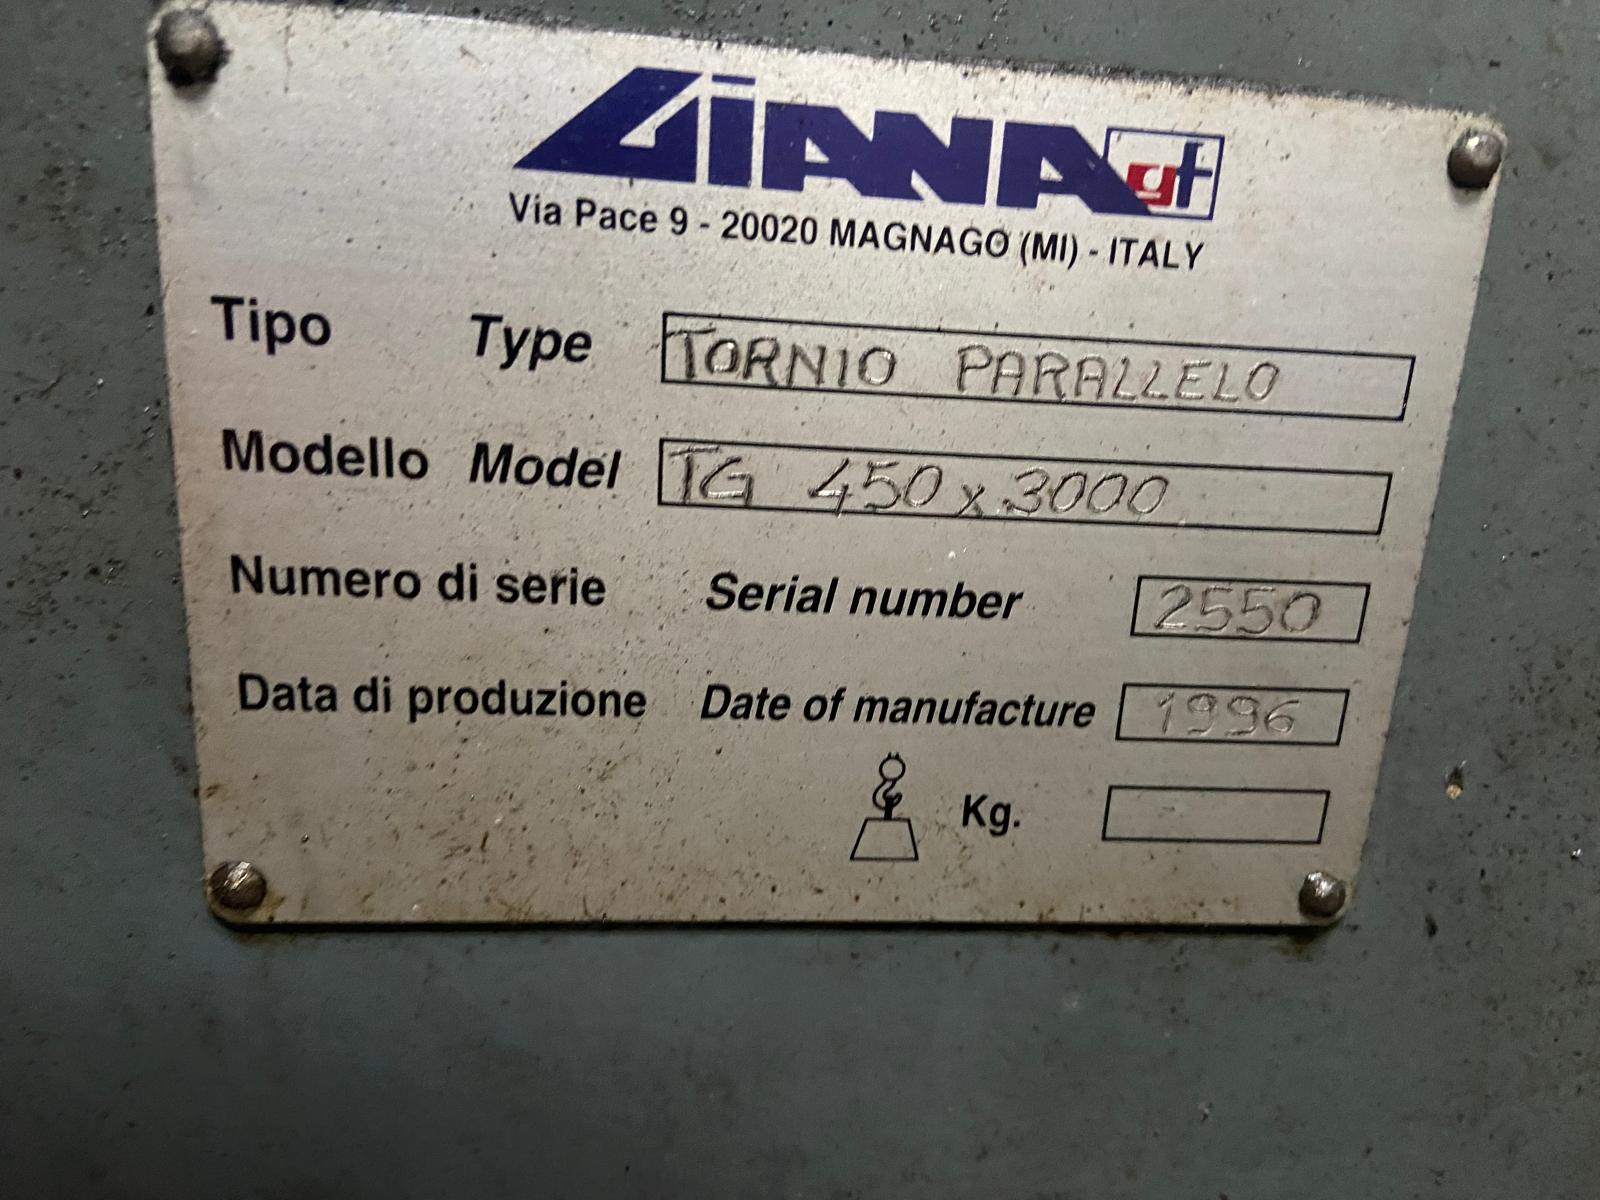 GIANA gt
Via Pace 9 - 20020 MAGNAGO (MI) - ITALY
Tipo Type TORNIO PARALLELO
Modello Model TG 450 x 3000
Numero di serie Serial number 2550
Data di produzione Date of manufacture 1996
Kg.